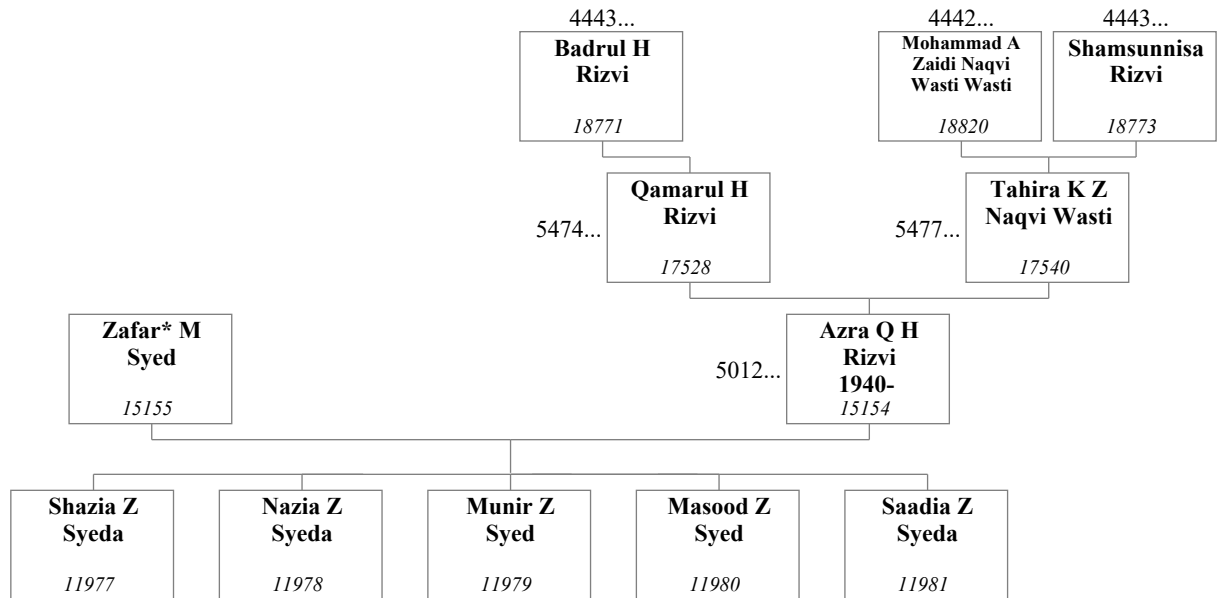 4443...
4442...
4443...
Badrul H
Rizvi
18771
Mohammad A
Zaidi Naqvi
Wasti Wasti
18820
Shamsunnisa
Rizvi
18773
5474...
Qamarul H
Rizvi
17528
5477...
Tahira K Z
Naqvi Wasti
17540
Zafar* M
Syed
15155
5012...
Azra Q H
Rizvi
1940-
15154
Shazia Z
Syeda
11977
Nazia Z
Syeda
11978
Munir Z
Syed
11979
Masood Z
Syed
11980
Saadia Z
Syeda
11981